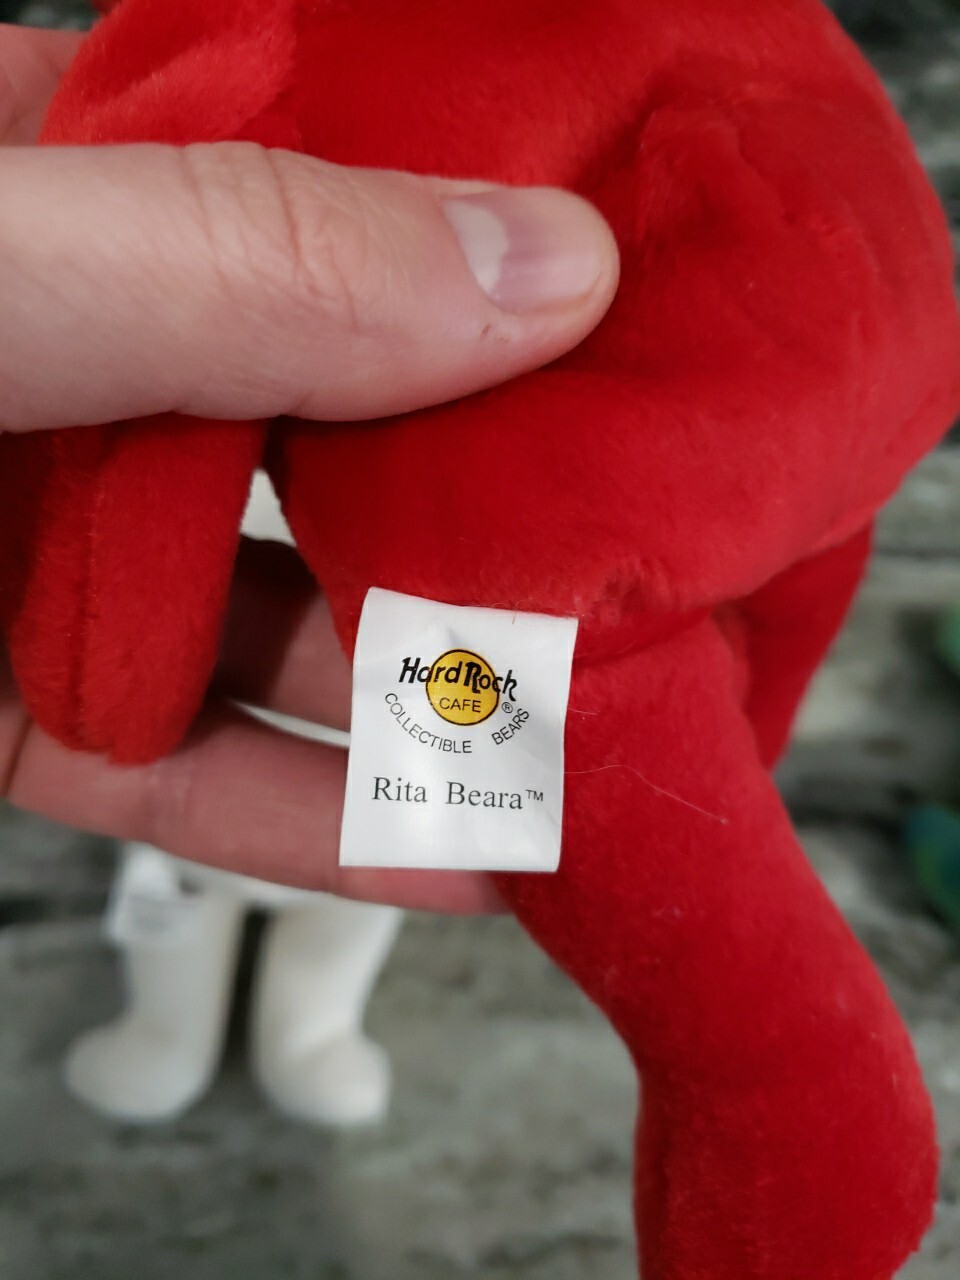 Hard Rock
CAFE ®
COLLECTIBLE BEARS
Rita Beara™